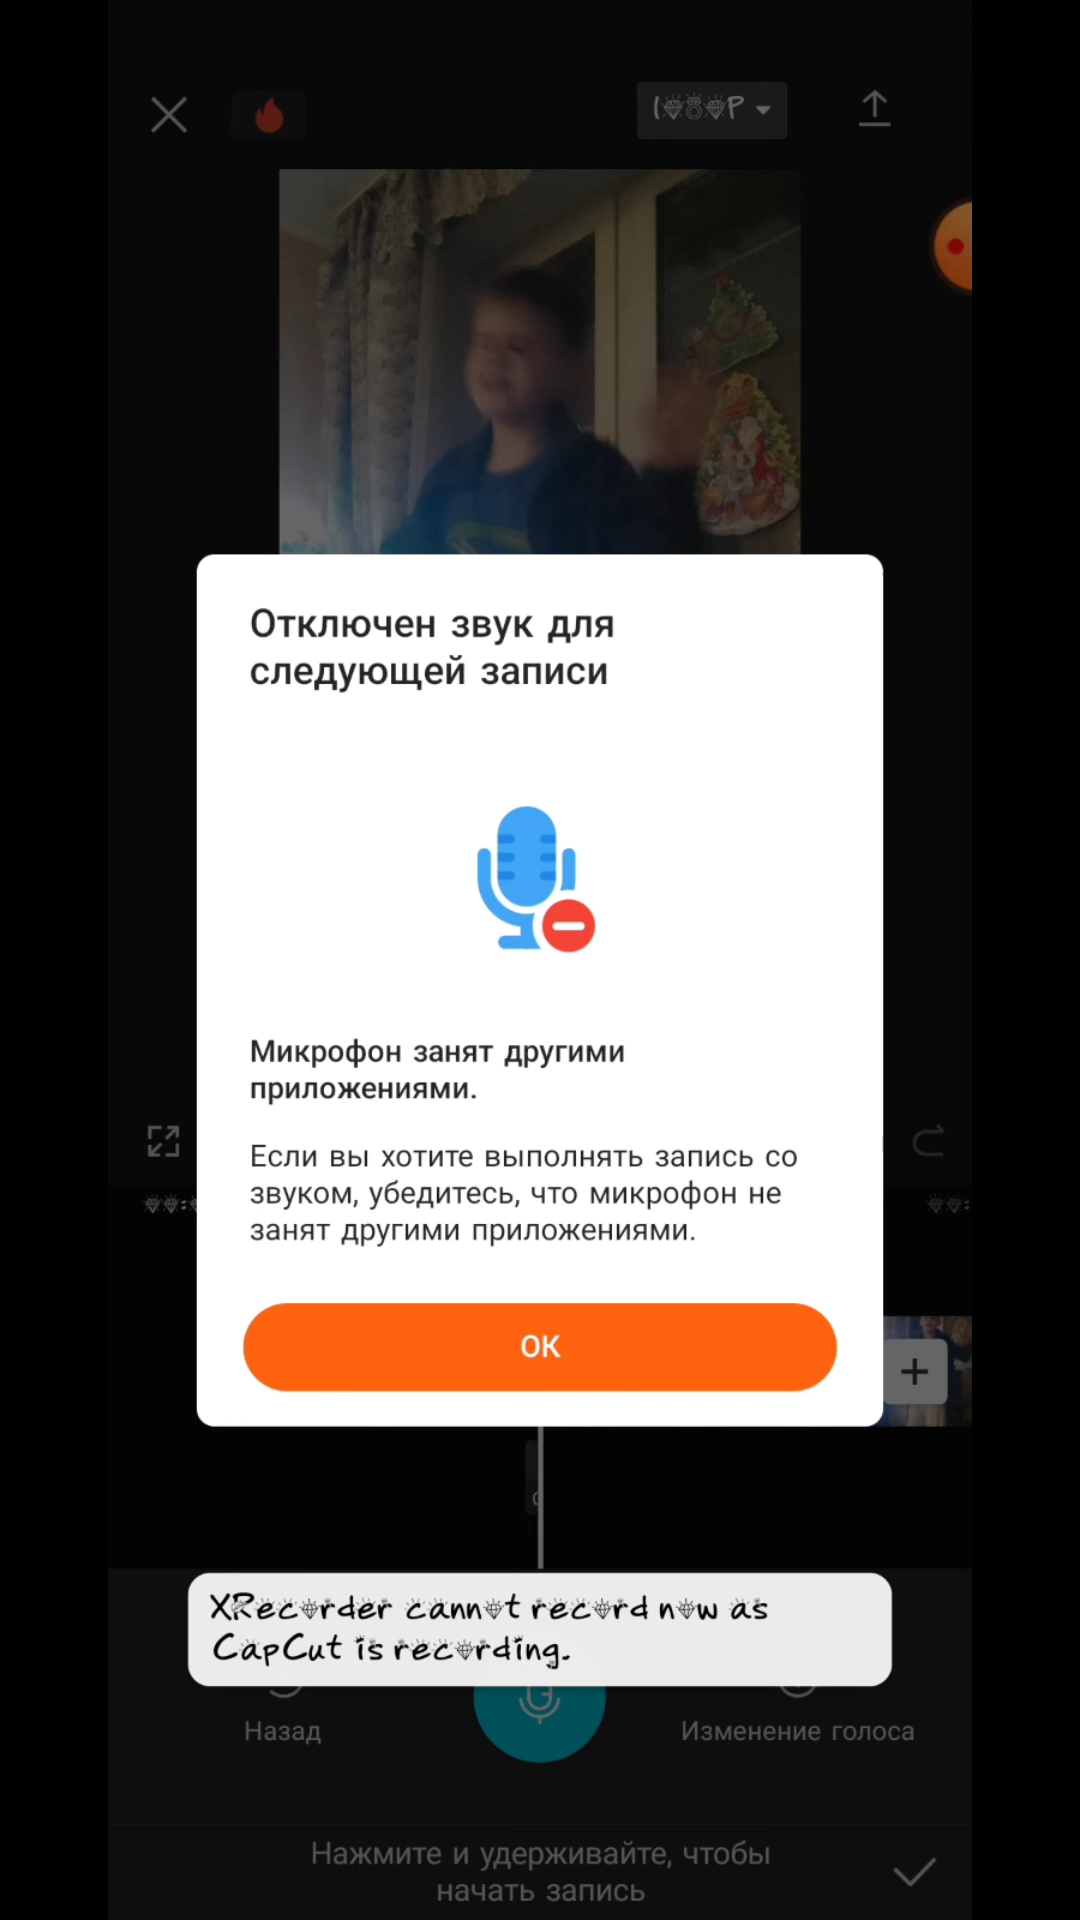 1080P
Отключен звук для
следующей записи
Микрофон занят другими
приложениями.
Если вы хотите выполнять запись со
звуком, убедитесь, что микрофон не
занят другими приложениями.
ОК
XRecorder cannot record now as
CapCut is recording.
Назад
Изменение голоса
Нажмите и удерживайте, чтобы
начать запись